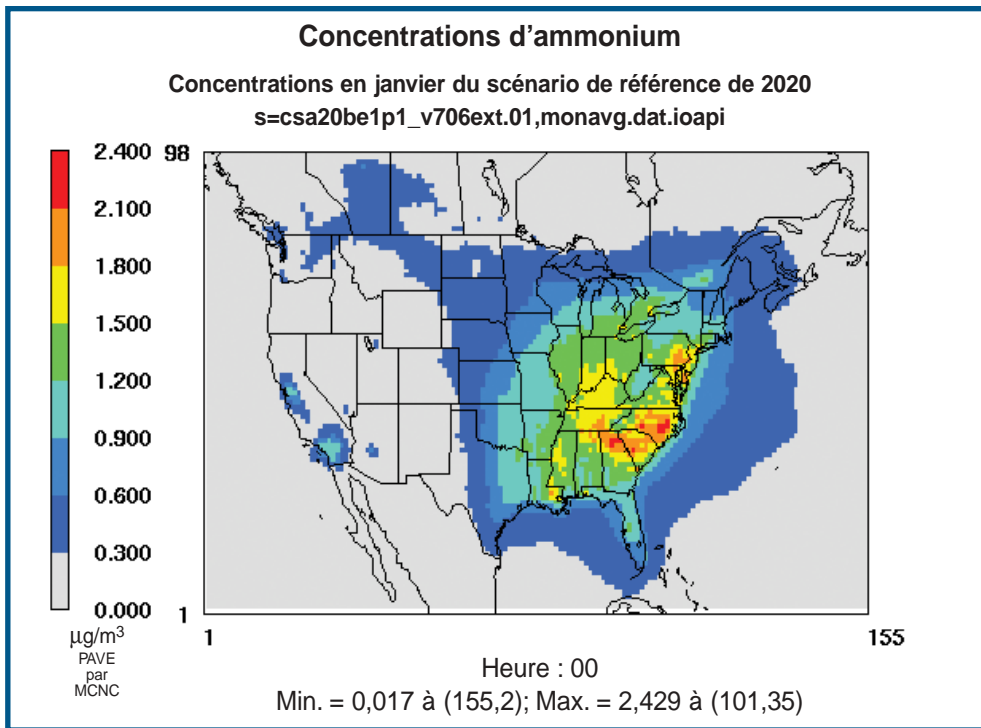 Concentrations d'ammonium
Concentrations en janvier du scénario de référence de 2020
s=csa20be1p1_v706ext.01,monavg.dat.ioapi
2.400
2.100
1.800
1.500
1.200
0.900
0.600
0.300
0.000
µg/m³
PAVE
par
MCNC
98
1
1
155
Heure : 00
Min. = 0,017 à (155,2); Max. = 2,429 à (101,35)